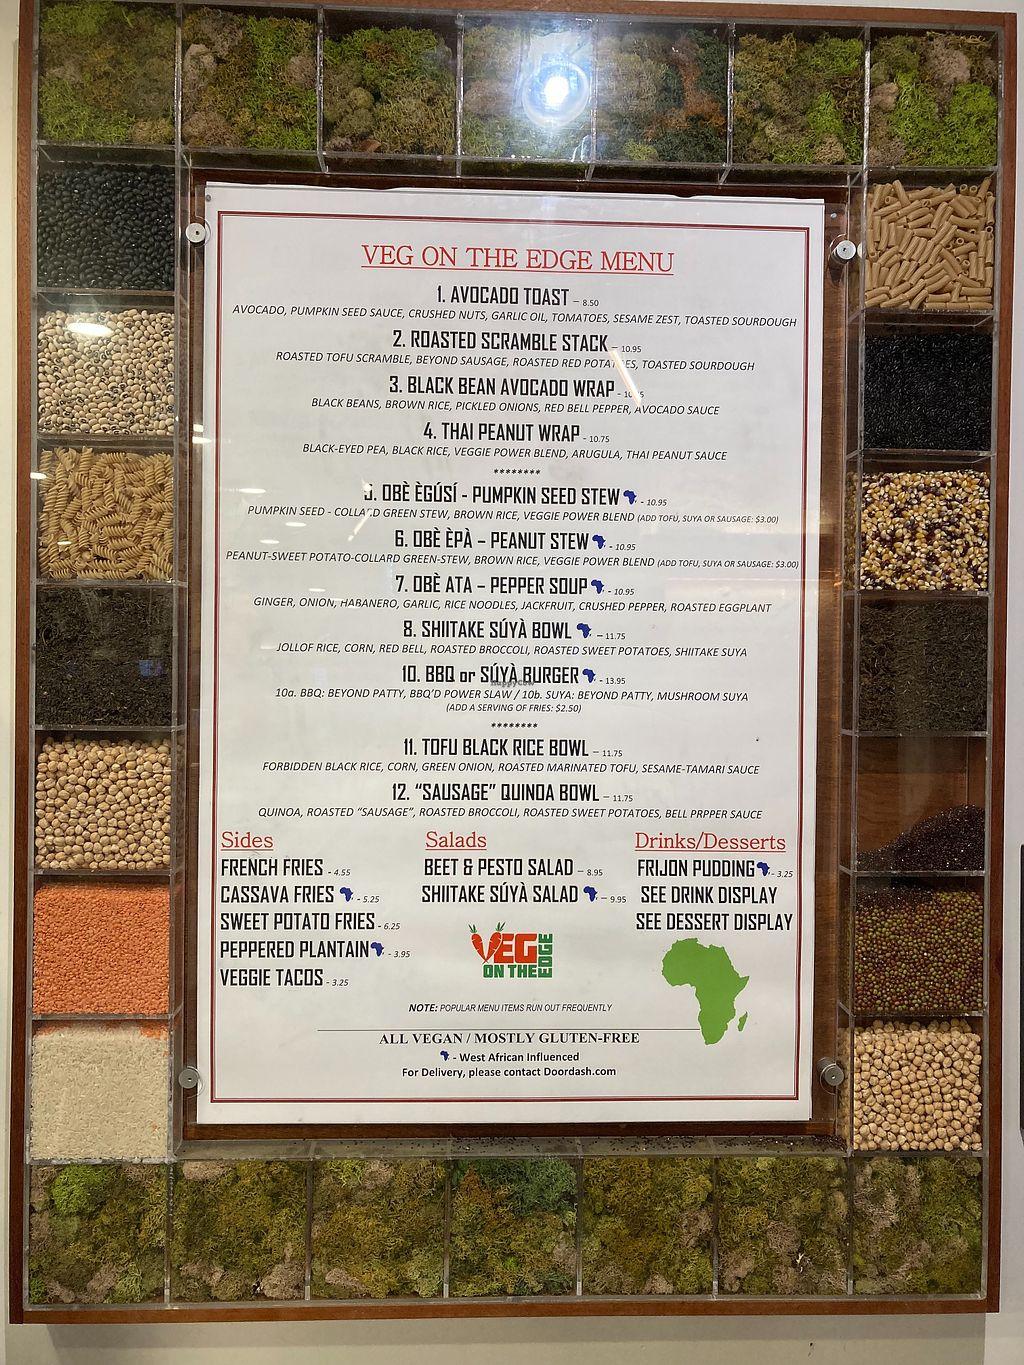 VEG ON THE EDGE MENU
1. AVOCADO TOAST – 8.50
AVOCADO, PUMPKIN SEED SAUCE, CRUSHED NUTS, GARLIC OIL, TOMATOES, SESAME ZEST, TOASTED SOURDOUGH
2. ROASTED SCRAMBLE STACK – 10.95
ROASTED TOFU SCRAMBLE, BEYOND SAUSAGE, ROASTED RED POTATOES, TOASTED SOURDOUGH
3. BLACK BEAN AVOCADO WRAP -
BLACK BEANS, BROWN RICE, PICKLED ONIONS, RED BELL PEPPER, AVOCADO SAUCE
4. THAI PEANUT WRAP - 10.75
BLACK-EYED PEA, BLACK RICE, VEGGIE POWER BLEND, ARUGULA, THAI PEANUT SAUCE
********
5. OBÈ ÈGÚSÍ - PUMPKIN SEED STEW - 10.95
PUMPKIN SEED - COLLARD GREEN STEW, BROWN RICE, VEGGIE POWER BLEND (ADD TOFU, SUYA OR SAUSAGE: $3.00)
6. OBÈ ÈPÀ – PEANUT STEW - 10.95
PEANUT-SWEET POTATO-COLLARD GREEN-STEW, BROWN RICE, VEGGIE POWER BLEND (ADD TOFU, SUYA OR SAUSAGE: $3.00)
7. OBÈ ATA – PEPPER SOUP - 10.95
GINGER, ONION, HABANERO, GARLIC, RICE NOODLES, JACKFRUIT, CRUSHED PEPPER, ROASTED EGGPLANT
8. SHIITAKE SÚYÀ BOWL – 11.75
JOLLOF RICE, CORN, RED BELL, ROASTED BROCCOLI, ROASTED SWEET POTATOES, SHIITAKE SUYA
10. BBQ or SÚYÀ BURGER - 13.95
HappyCow
10a. BBQ: BEYOND PATTY, BBQ'D POWER SLAW / 10b. SUYA: BEYOND PATTY, MUSHROOM SUYA
(ADD A SERVING OF FRIES: $2.50)
********
11. TOFU BLACK RICE BOWL – 11.75
FORBIDDEN BLACK RICE, CORN, GREEN ONION, ROASTED MARINATED TOFU, SESAME-TAMARI SAUCE
12. “SAUSAGE” QUINOA BOWL – 11.75
QUINOA, ROASTED “SAUSAGE”, ROASTED BROCCOLI, ROASTED SWEET POTATOES, BELL PRPPER SAUCE
Sides
FRENCH FRIES - 4.55
CASSAVA FRIES - 5.25
SWEET POTATO FRIES - 6.25
PEPPERED PLANTAIN - 3.95
VEGGIE TACOS - 3.25
Salads
BEET & PESTO SALAD – 8.95
SHIITAKE SÚYÀ SALAD – 9.95
Drinks/Desserts
FRIJON PUDDING - 3.25
SEE DRINK DISPLAY
SEE DESSERT DISPLAY
VEG
ON THE
EDGE
NOTE: POPULAR MENU ITEMS RUN OUT FREQUENTLY
ALL VEGAN / MOSTLY GLUTEN-FREE
- West African Influenced
For Delivery, please contact Doordash.com